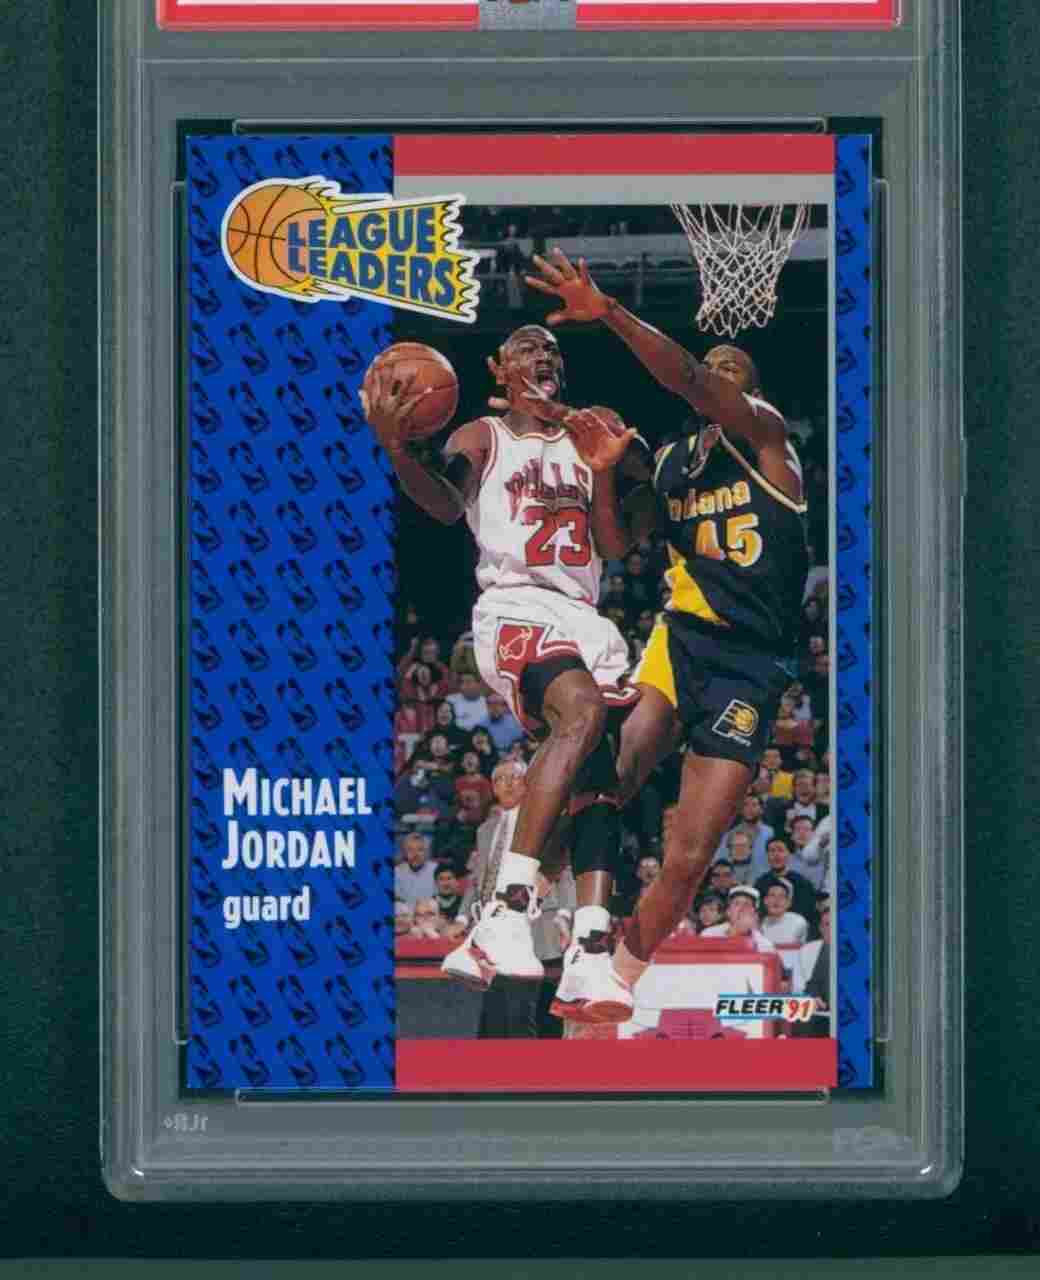 LEAGUE
LEADERS
BULLS
23
Indiana
45
MICHAEL
JORDAN
guard
FLEER '91